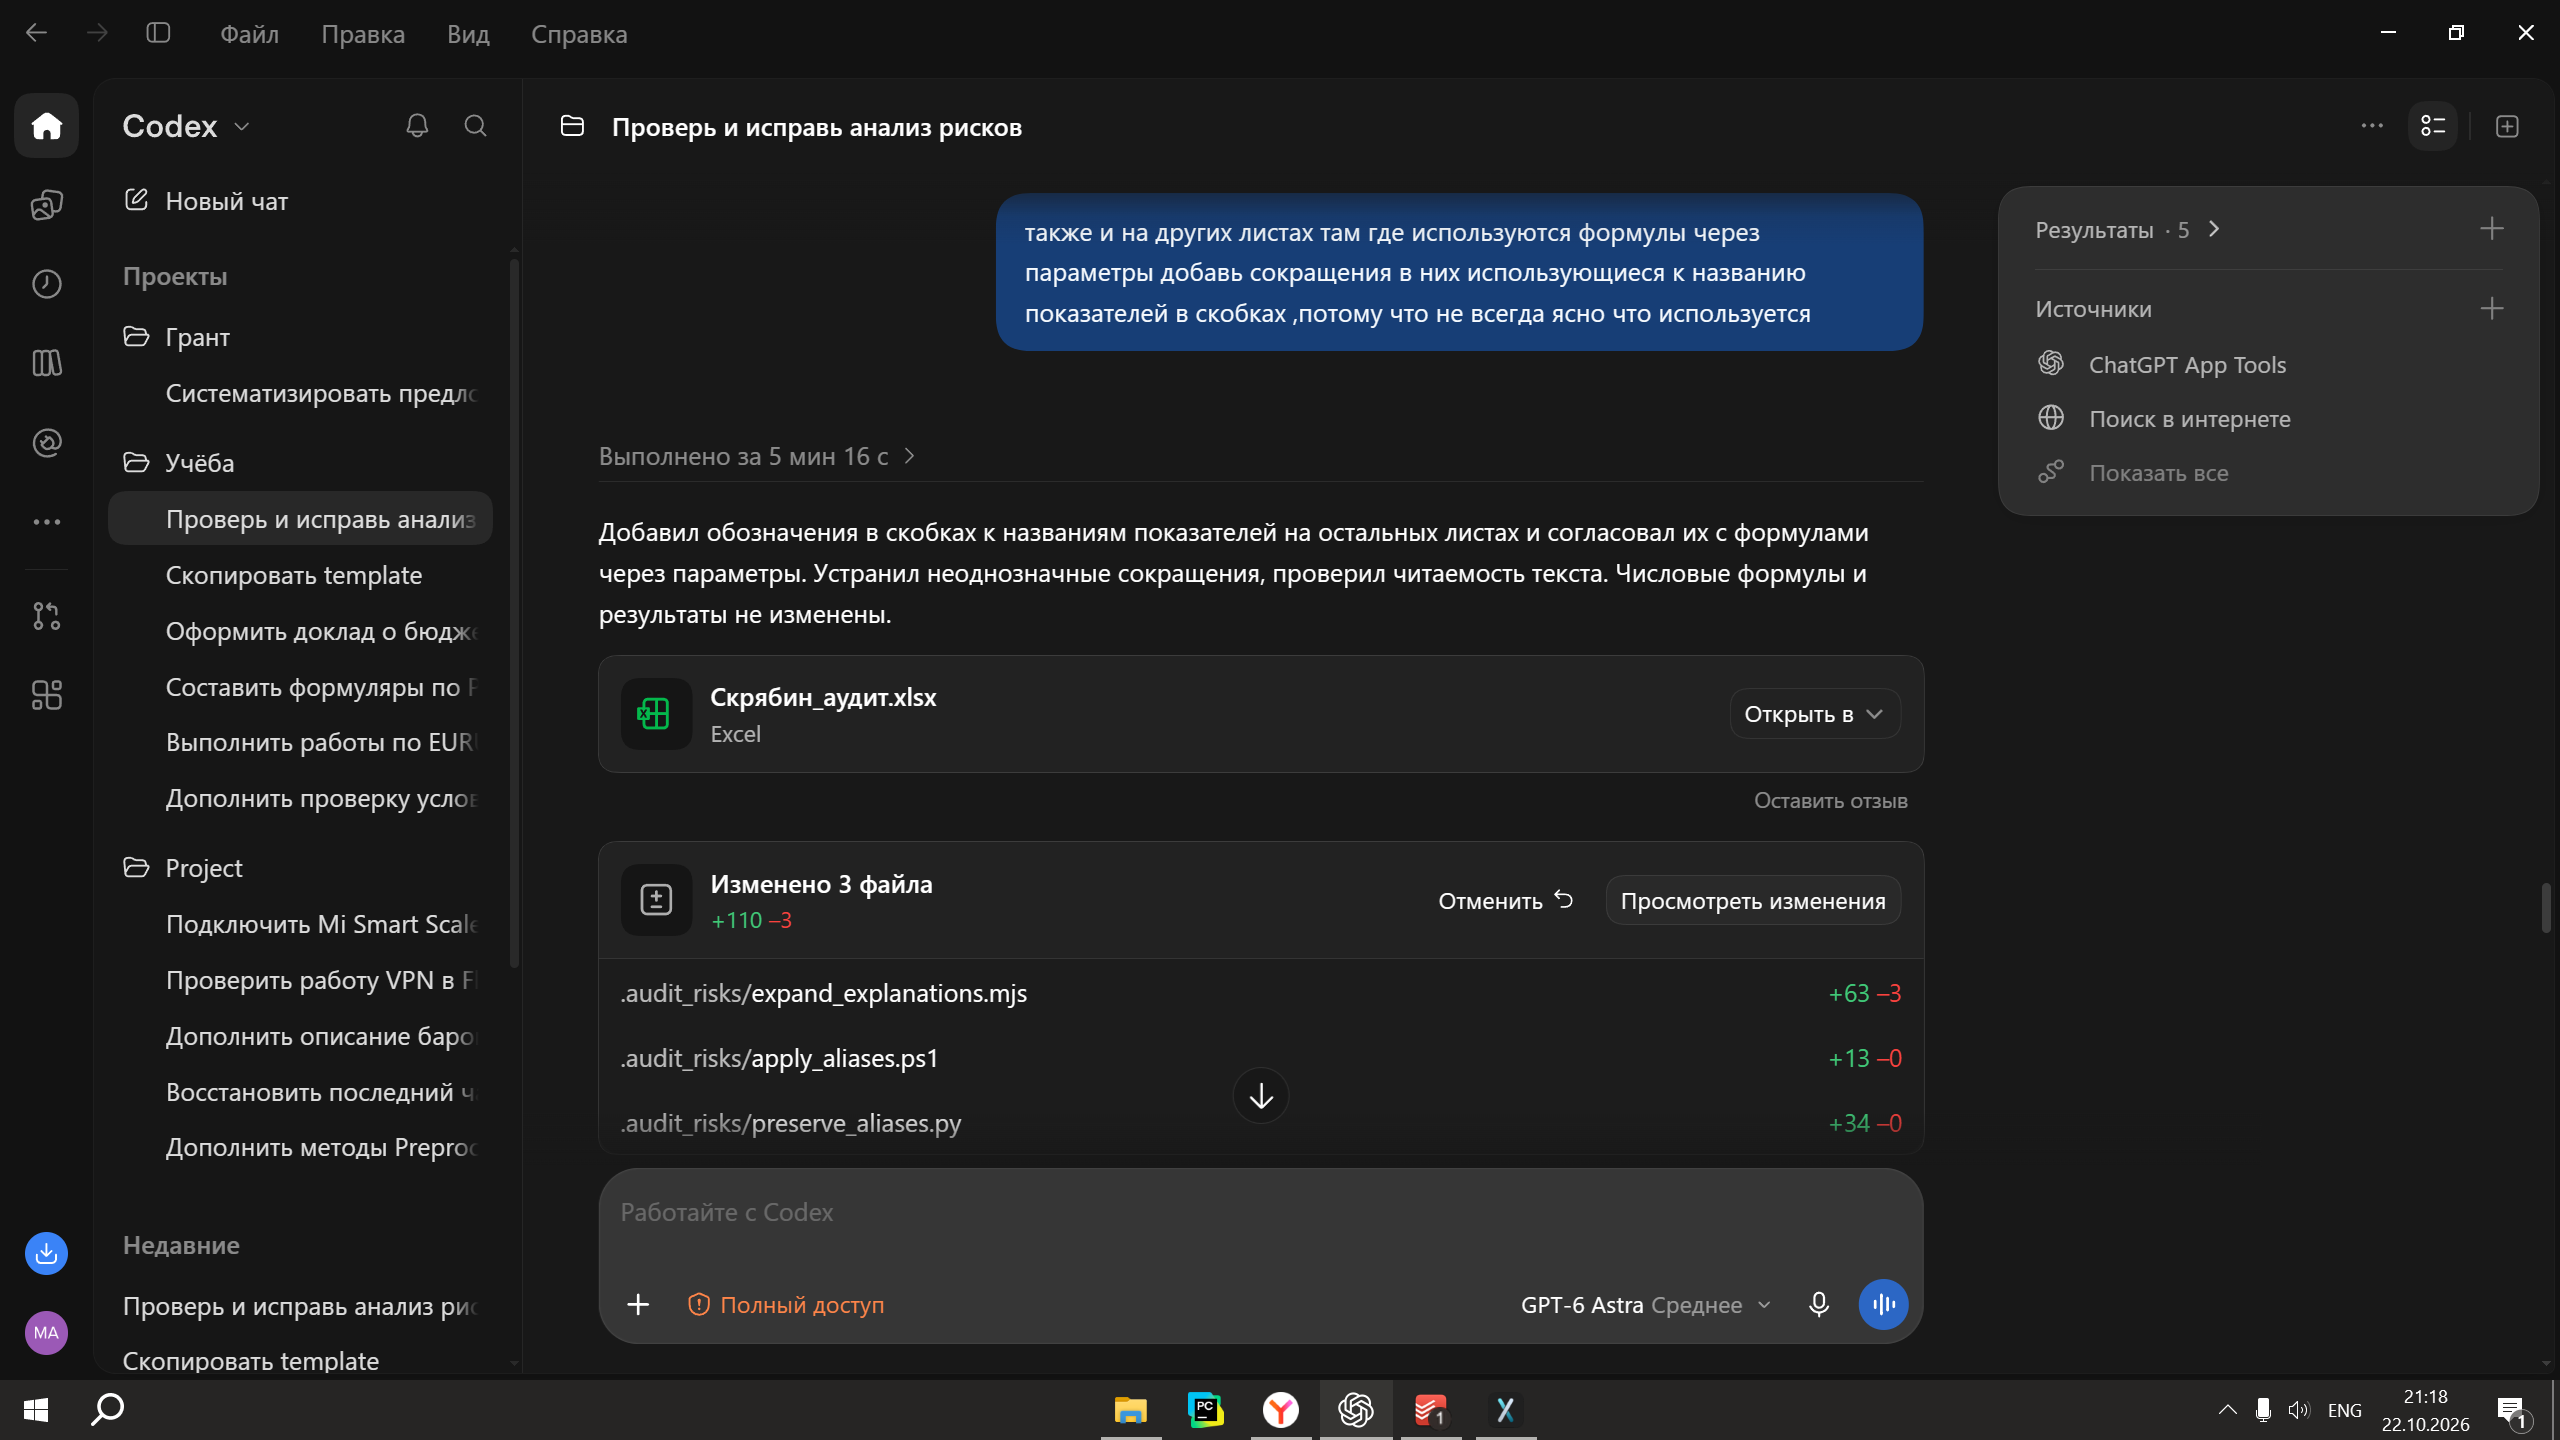 Файл Правка Вид Справка
Codex
Новый чат
Проекты
Грант
Систематизировать предло
Учёба
Проверь и исправь анализ
Скопировать template
Оформить доклад о бюдже
Составить формуляры по
Выполнить работы по EUR
Дополнить проверку услов
Project
Подключить Mi Smart Scale
Проверить работу VPN в
Дополнить описание баро
Восстановить последний ч
Дополнить методы Preproc
Недавние
Проверь и исправь анализ рис
Скопировать template
MA
Проверь и исправь анализ рисков
также и на других листах там где используются формулы через
параметры добавь сокращения в них использующиеся к названию
показателей в скобках ,потому что не всегда ясно что используется
Выполнено за 5 мин 16 с
Добавил обозначения в скобках к названиям показателей на остальных листах и согласовал их с формулами
через параметры. Устранил неоднозначные сокращения, проверил читаемость текста. Числовые формулы и
результаты не изменены.
Скрябин_аудит.xlsx
Excel
Открыть в
Оставить отзыв
Изменено 3 файла
+110 –3
Отменить
Просмотреть изменения
.audit_risks/expand_explanations.mjs +63 –3
.audit_risks/apply_aliases.ps1 +13 –0
.audit_risks/preserve_aliases.py +34 –0
Работайте с Codex
Полный доступ
GPT-6 Astra Среднее
Результаты · 5
Источники
ChatGPT App Tools
Поиск в интернете
Показать все
PC
1
ENG
21:18
22.10.2026
1